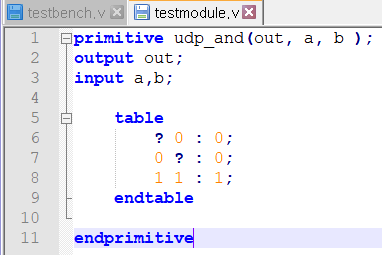 testbench.v testmodule.v
1 primitive udp_and(out, a, b );
2 output out;
3 input a,b;
4
5 table
6 ? 0 : 0;
7 0 ? : 0;
8 1 1 : 1;
9 endtable
10
11 endprimitive